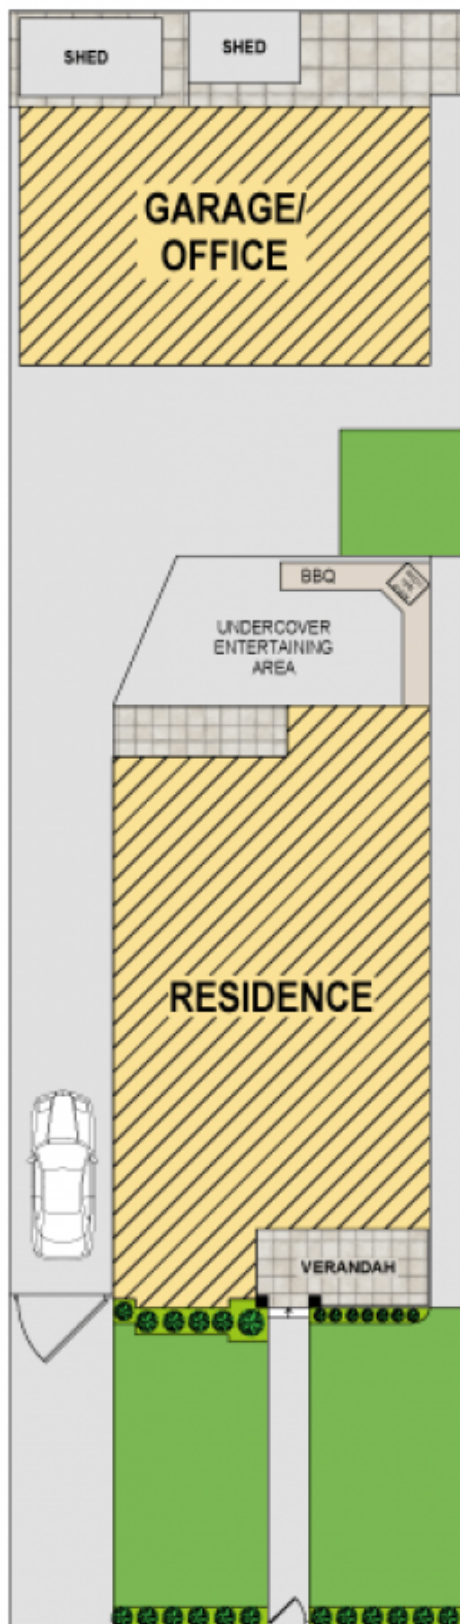 SHED
SHED
GARAGE/
OFFICE
BBQ
UNDERCOVER
ENTERTAINING
AREA
RESIDENCE
VERANDAH